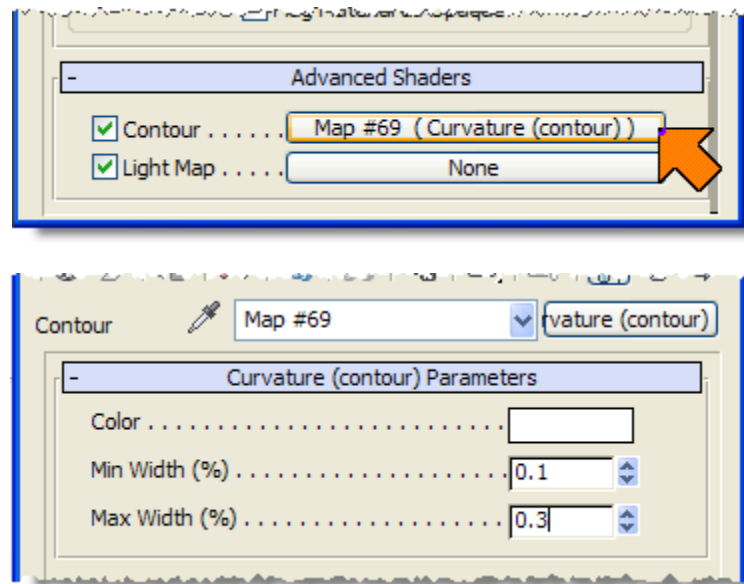 - Advanced Shaders
Contour . . . . . . Map #69 ( Curvature (contour) )
Light Map . . . . . None
Contour Map #69 rvature (contour)
- Curvature (contour) Parameters
Color . . . . . . . . . . . . . . . . . . . . . . . . . . .
Min Width (%) . . . . . . . . . . . . . . . . . . . . 0.1
Max Width (%) . . . . . . . . . . . . . . . . . . . 0.3